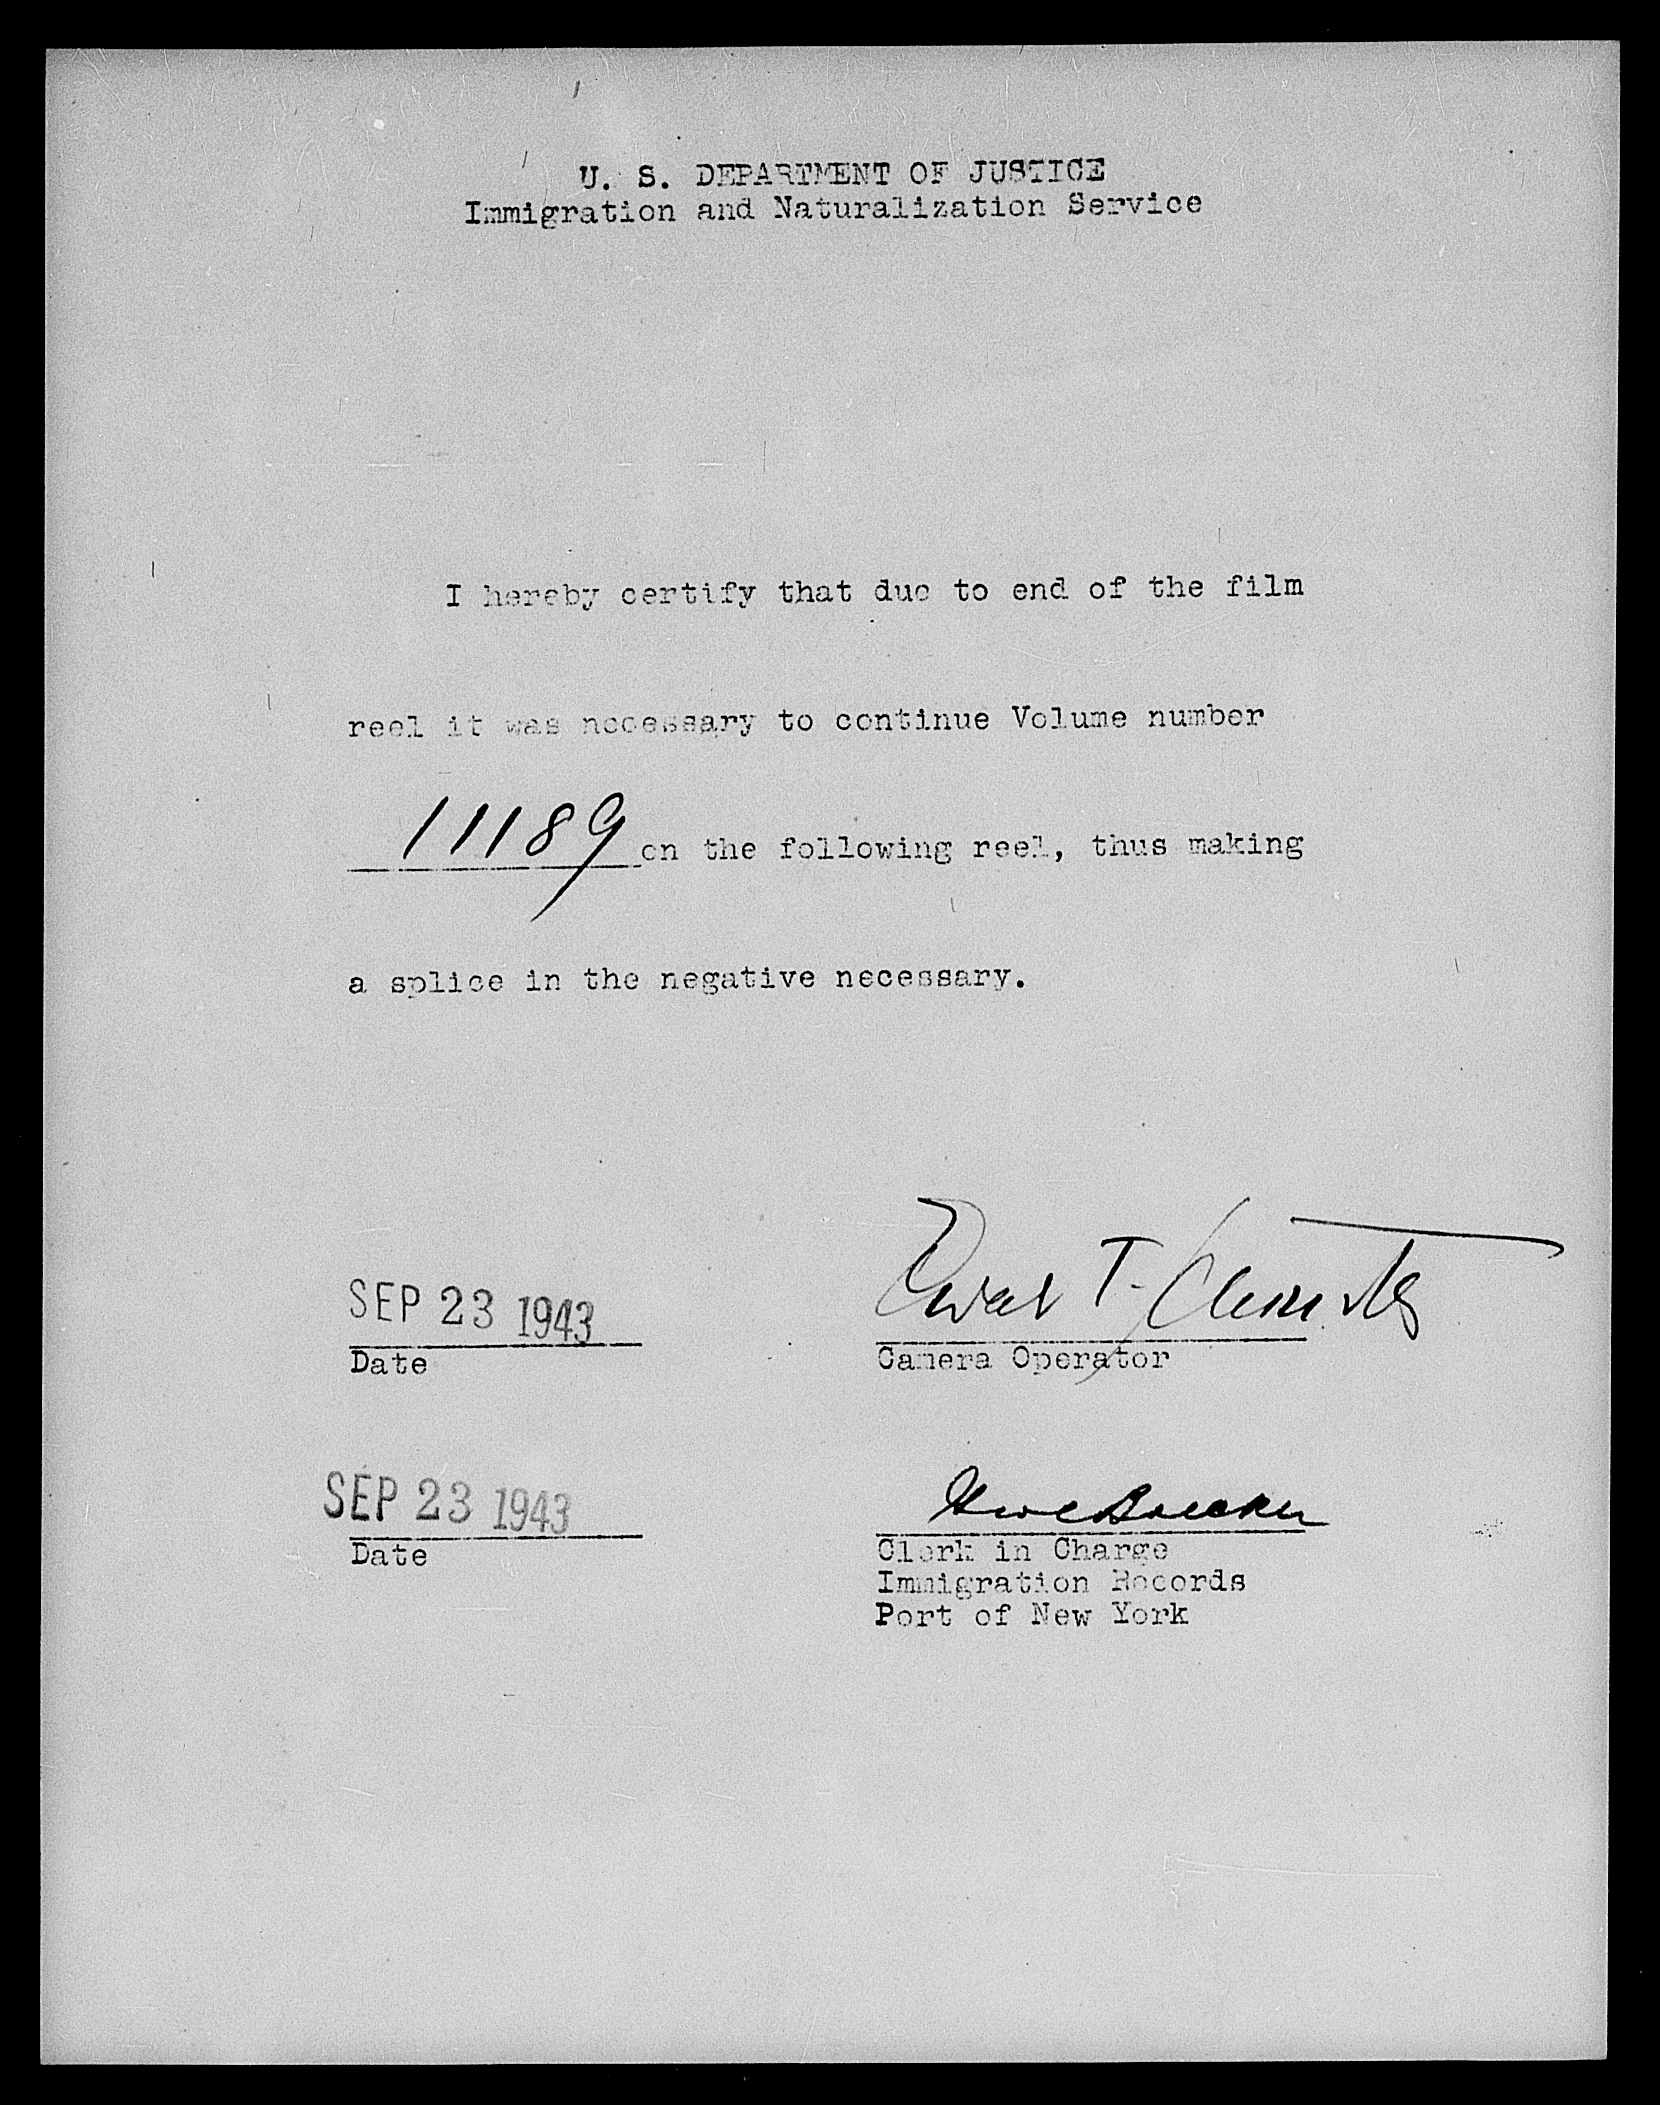 U. S. DEPARTMENT OF JUSTICE
Immigration and Naturalization Service
I hereby certify that due to end of the film
reel it was necessary to continue Volume number
11189 on the following reel, thus making
a splice in the negative necessary.
SEP 23 1943
Date
T.
Camera Operator
SEP 23 1943
Date
Clerk in Charge
Immigration Records
Port of New York